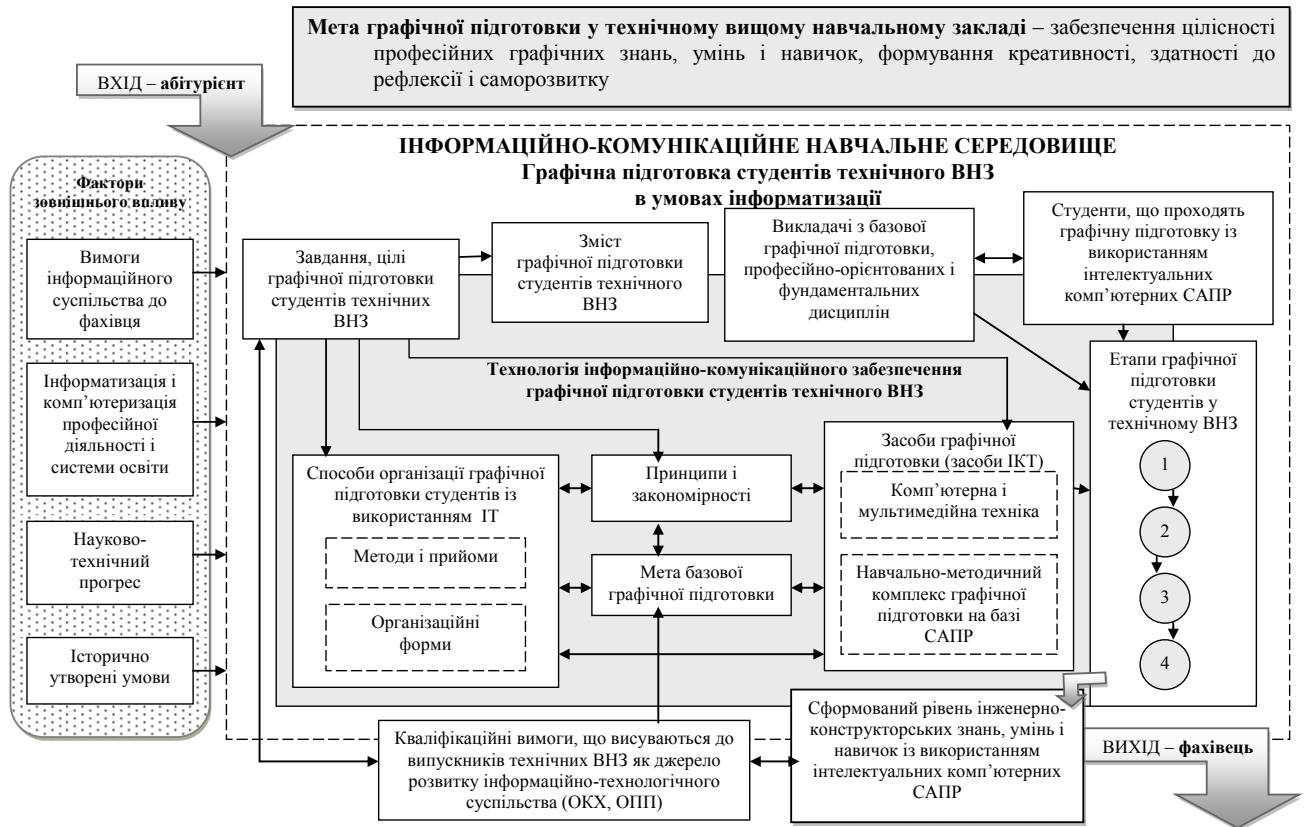 Мета графічної підготовки у технічному вищому навчальному закладі – забезпечення цілісності
професійних графічних знань, умінь і навичок, формування креативності, здатності до
рефлексії і саморозвитку
ВХІД – абітурієнт
ІНФОРМАЦІЙНО-КОМУНІКАЦІЙНЕ НАВЧАЛЬНЕ СЕРЕДОВИЩЕ
Графічна підготовка студентів технічного ВНЗ
в умовах інформатизації
Фактори
зовнішнього впливу
Вимоги
інформаційного
суспільства до
фахівця
Інформатизація і
комп’ютеризація
професійної
діяльності і
системи освіти
Науково-
технічний
прогрес
Історично
утворені умови
Завдання, цілі
графічної підготовки
студентів технічних
ВНЗ
Зміст
графічної підготовки
студентів технічного
ВНЗ
Викладачі з базової
графічної підготовки,
професійно-орієнтованих і
фундаментальних
дисциплін
Студенти, що проходять
графічну підготовку із
використанням
інтелектуальних
комп’ютерних САПР
Технологія інформаційно-комунікаційного забезпечення
графічної підготовки студентів технічного ВНЗ
Способи організації графічної
підготовки студентів із
використанням ІТ
Методи і прийоми
Організаційні
форми
Принципи і
закономірності
Мета базової
графічної підготовки
Засоби графічної
підготовки (засоби ІКТ)
Комп’ютерна і
мультимедійна техніка
Навчально-методичний
комплекс графічної
підготовки на базі
САПР
Етапи графічної
підготовки
студентів у
технічному ВНЗ
1
2
3
4
Кваліфікаційні вимоги, що висуваються до
випускників технічних ВНЗ як джерело
розвитку інформаційно-технологічного
суспільства (ОКХ, ОПП)
Сформований рівень інженерно-
конструкторських знань, умінь і
навичок із використанням
інтелектуальних комп’ютерних
САПР
ВИХІД – фахівець